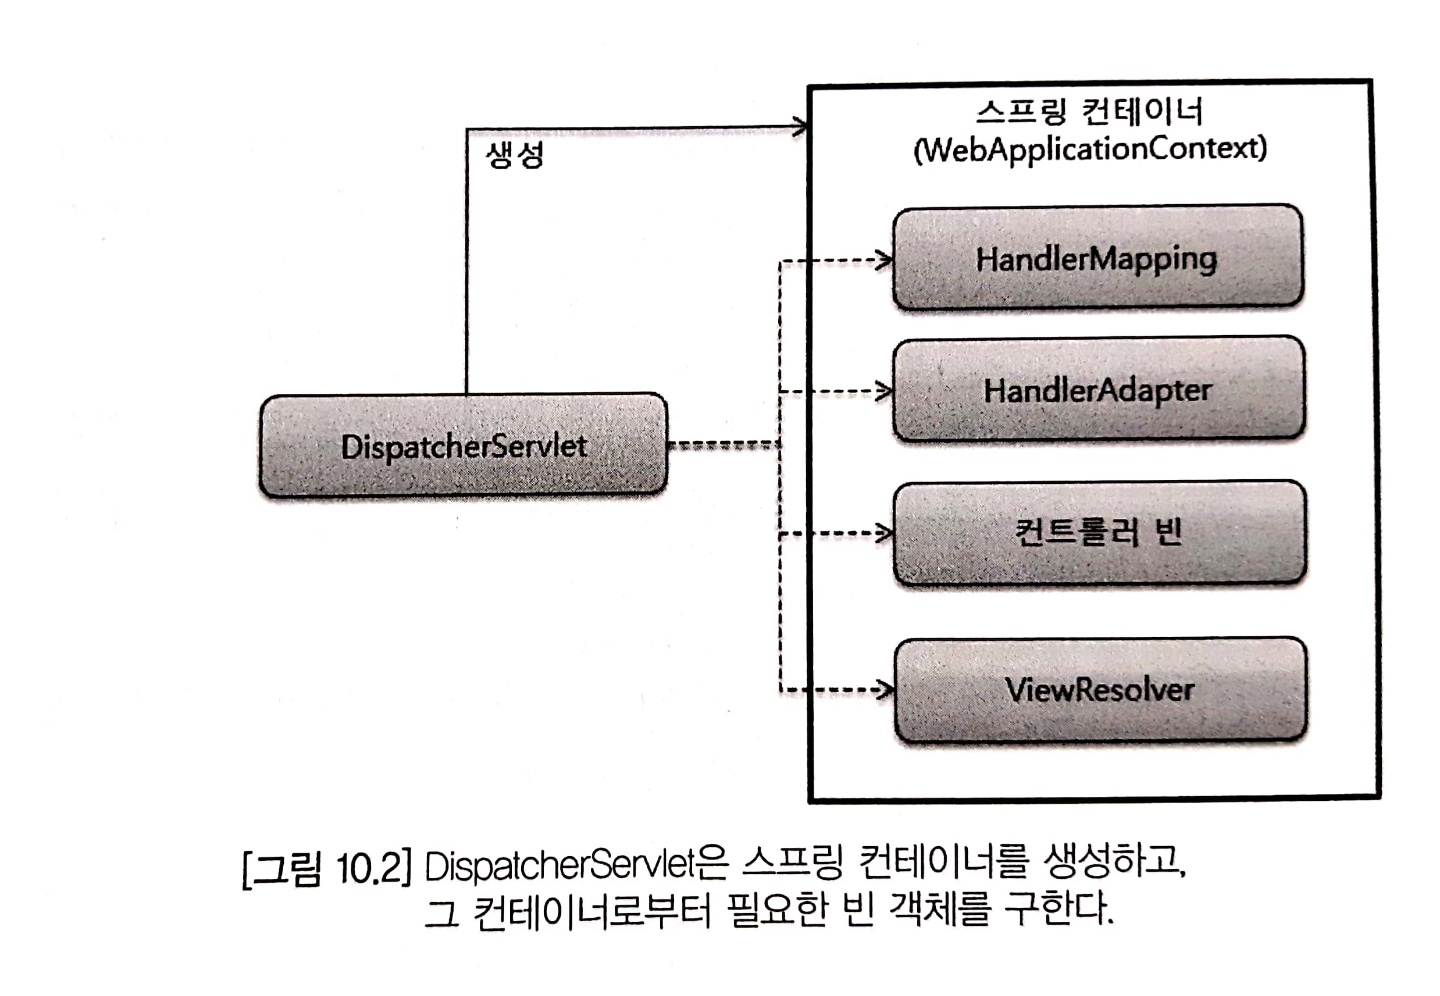 스프링 컨테이너
(WebApplicationContext)
생성
HandlerMapping
HandlerAdapter
DispatcherServlet
컨트롤러 빈
ViewResolver
[그림 10.2] DispatcherServlet은 스프링 컨테이너를 생성하고,
그 컨테이너로부터 필요한 빈 객체를 구한다.